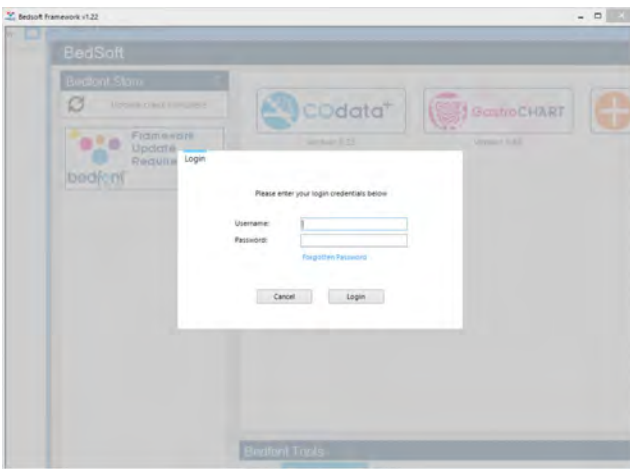 Bedsoft Framework v1.22
BedSoft
Bedfont Store
COdata+
GastroCHART
Framework
Update
bedfont
Login
Please enter your login credentials below
Username:
Password:
Forgotten Password
Cancel
Login
Bedfont Tools